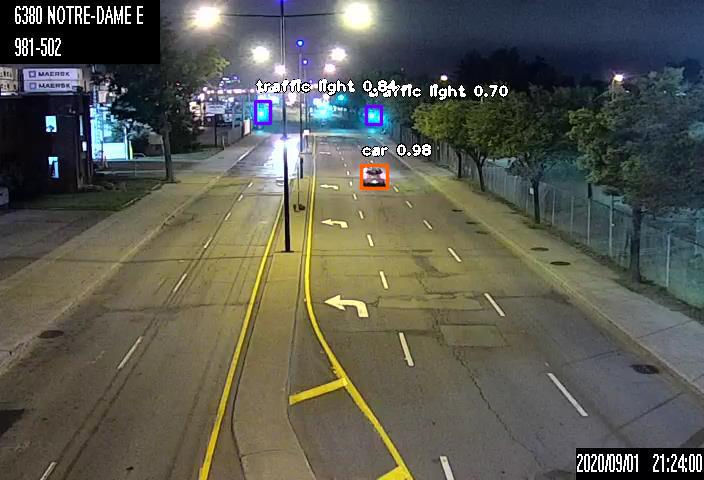 6380 NOTRE-DAME E
981-502
traffic light 0.84
traffic light 0.70
car 0.98
MAERSK
MAERSK
2020/09/01 21:24:00